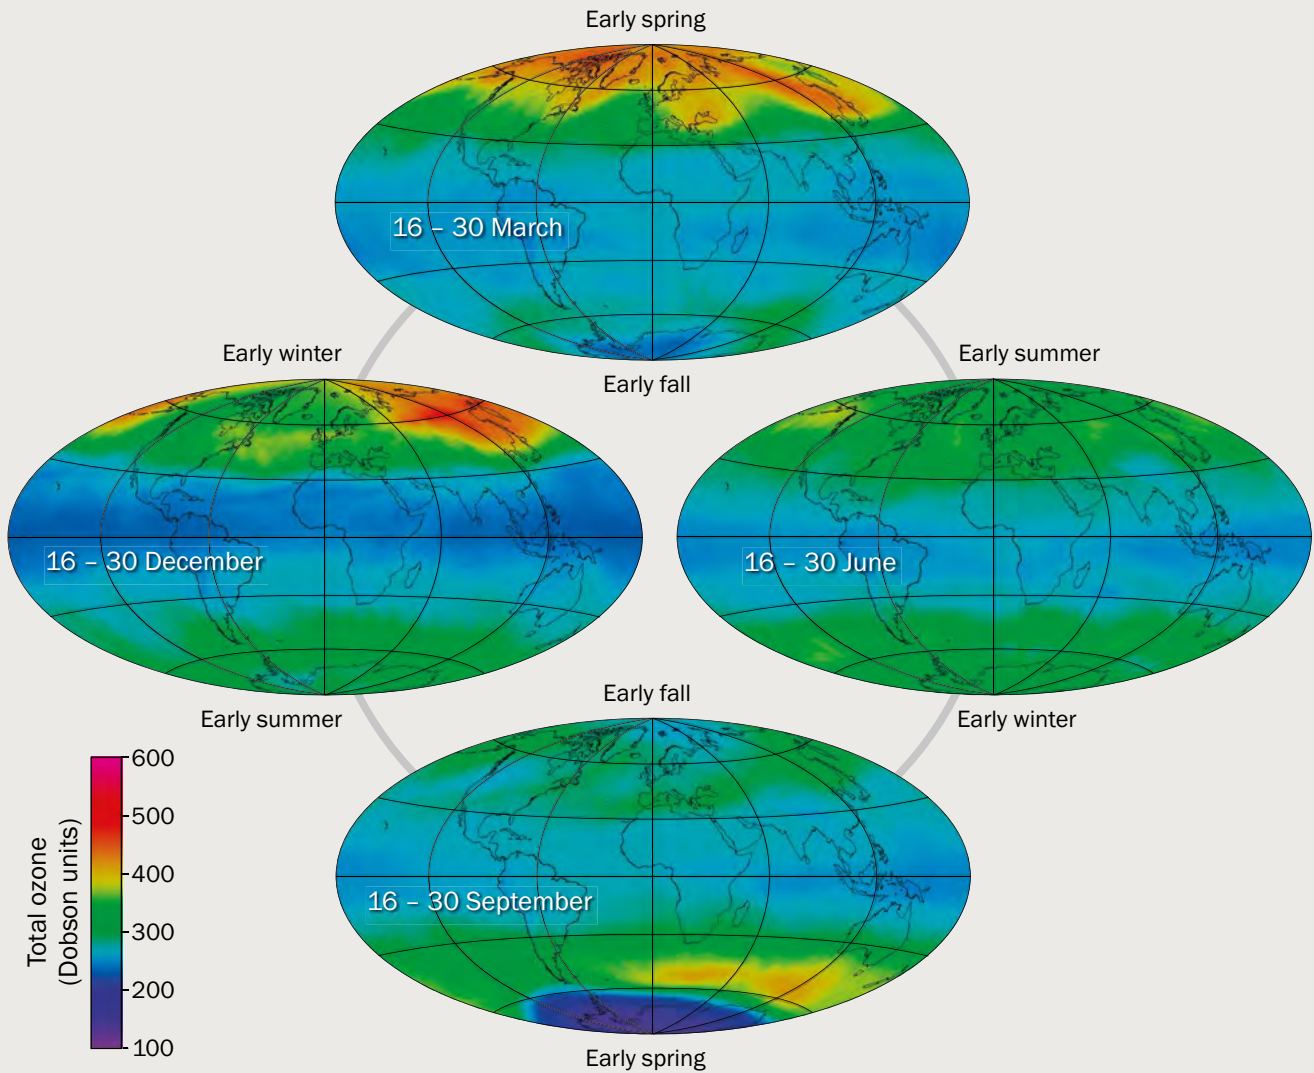 Early spring
16 – 30 March
Early fall
Early winter
16 – 30 December
Early summer
Early summer
16 – 30 June
Early winter
Early fall
16 – 30 September
Early spring
Total ozone
(Dobson units)
600
500
400
300
200
100